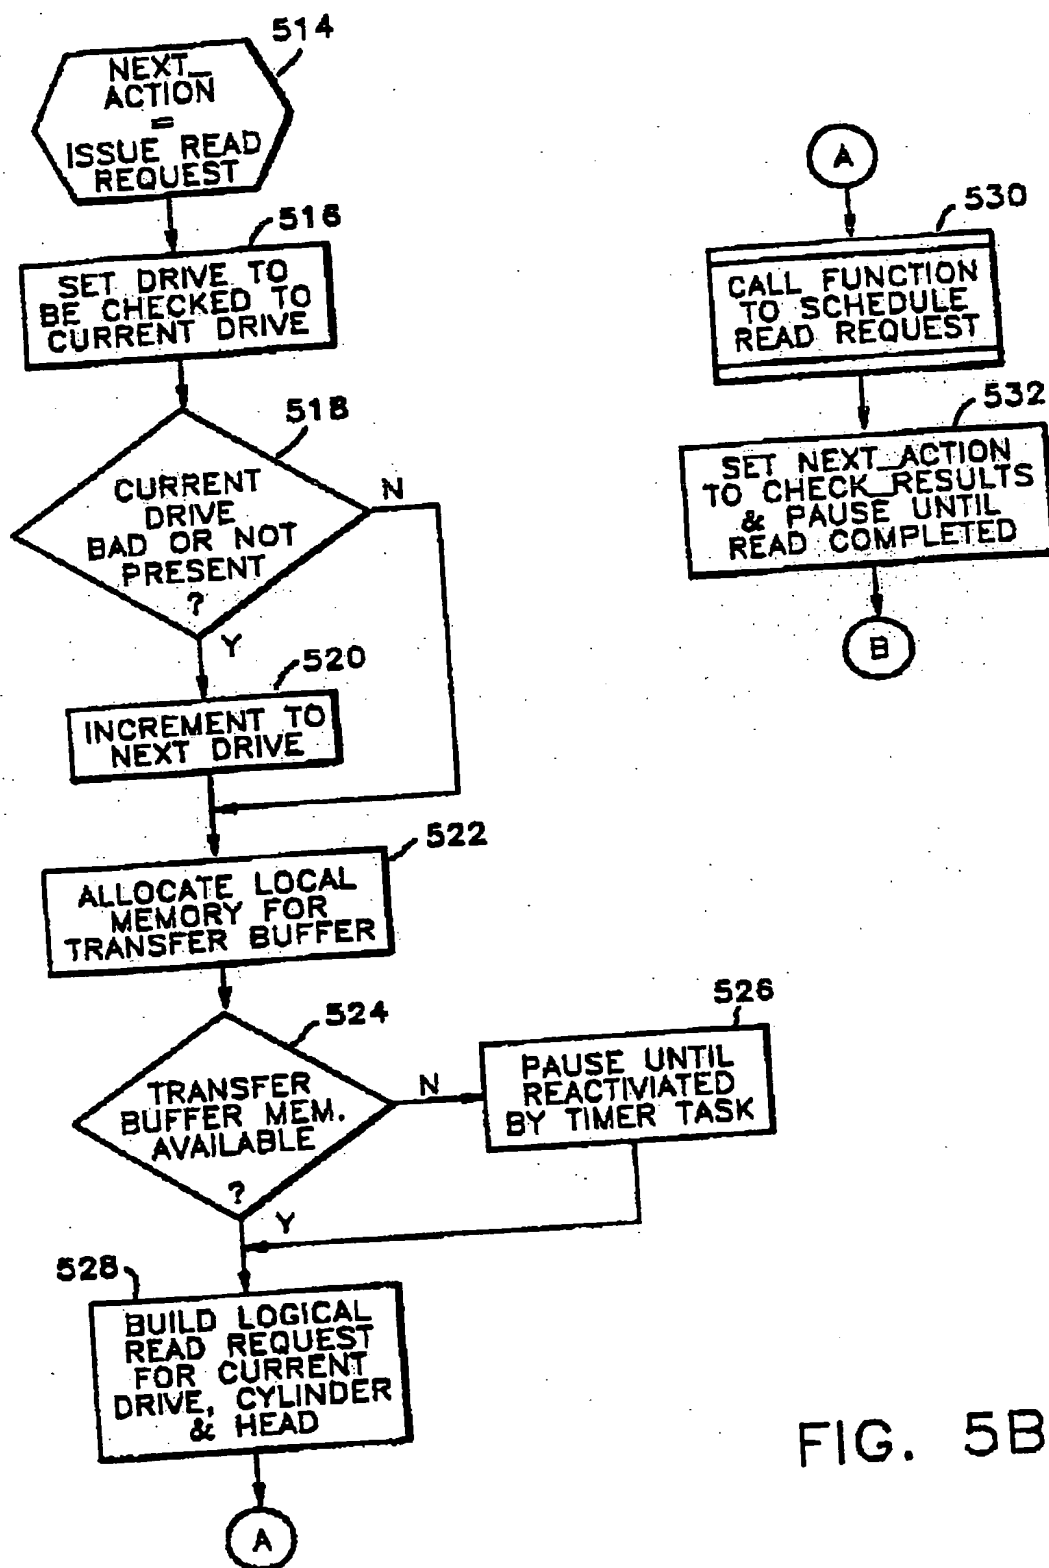 514
NEXT_
ACTION
=
ISSUE READ
REQUEST
516
SET DRIVE TO
BE CHECKED TO
CURRENT DRIVE
518
CURRENT
DRIVE
BAD OR NOT
PRESENT
?
N
Y
520
INCREMENT TO
NEXT DRIVE
522
ALLOCATE LOCAL
MEMORY FOR
TRANSFER BUFFER
524
TRANSFER
BUFFER MEM.
AVAILABLE
?
N
Y
526
PAUSE UNTIL
REACTIVIATED
BY TIMER TASK
528
BUILD LOGICAL
READ REQUEST
FOR CURRENT
DRIVE, CYLINDER
& HEAD
A
A
530
CALL FUNCTION
TO SCHEDULE
READ REQUEST
532
SET NEXT_ACTION
TO CHECK_RESULTS
& PAUSE UNTIL
READ COMPLETED
B
FIG. 5B